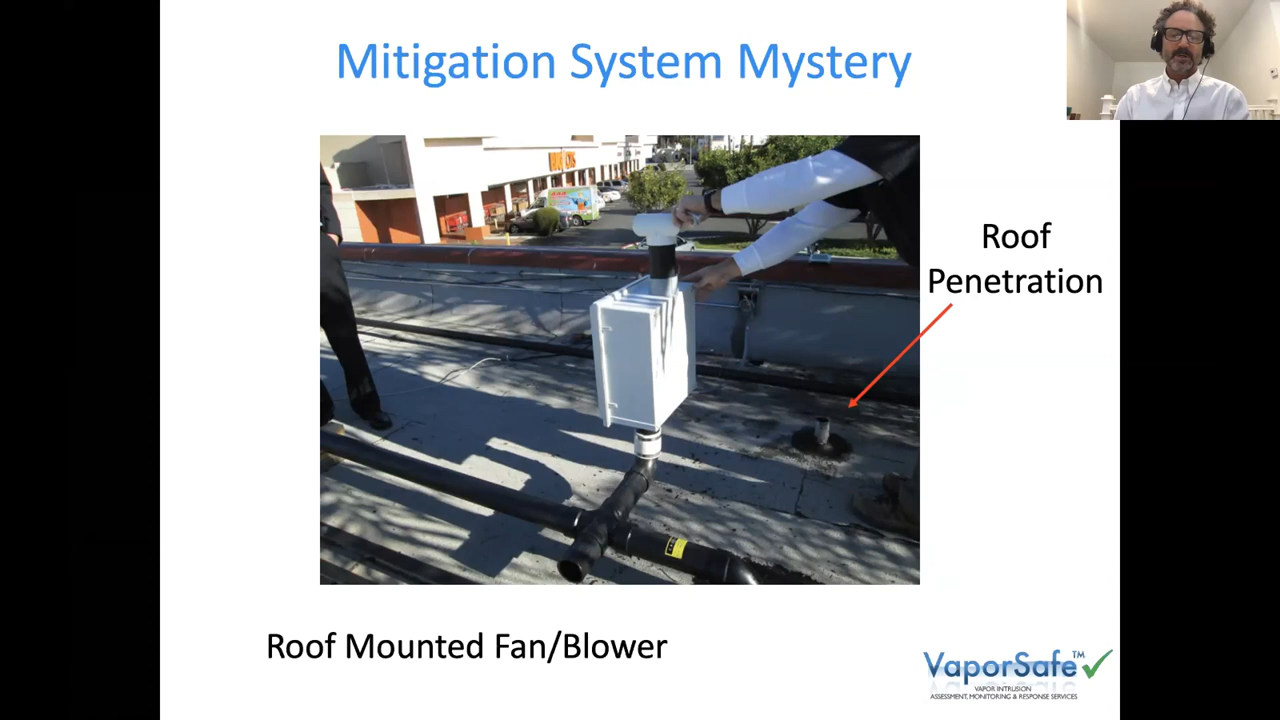 Mitigation System Mystery
Roof
Penetration
Roof Mounted Fan/Blower
VaporSafe™
VAPOR INTRUSION
ASSESSMENT, MONITORING & RESPONSE SERVICES